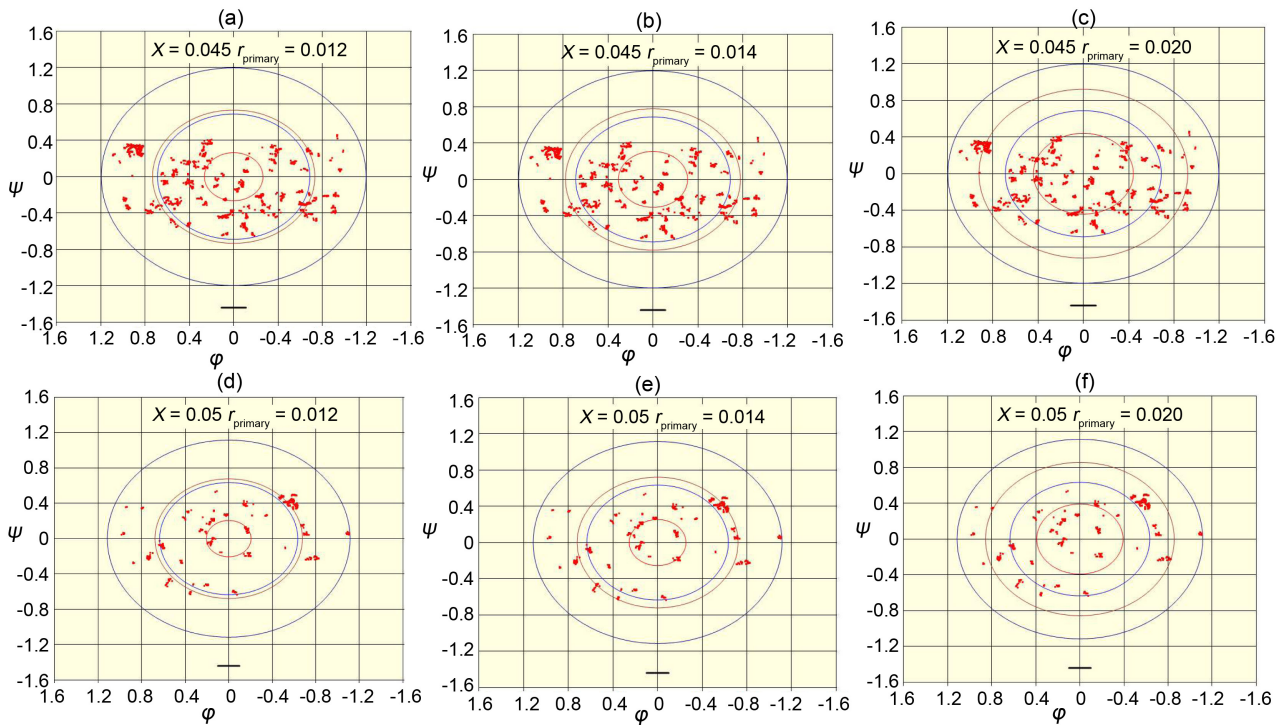 (a)
X = 0.045 r primary = 0.012
1.6
1.2
0.8
0.4
0
-0.4
-0.8
-1.2
-1.6
ψ
1.6 1.2 0.8 0.4 0 -0.4 -0.8 -1.2 -1.6
φ
(b)
X = 0.045 r primary = 0.014
1.6
1.2
0.8
0.4
0
-0.4
-0.8
-1.2
-1.6
ψ
1.6 1.2 0.8 0.4 0 -0.4 -0.8 -1.2 -1.6
φ
(c)
X = 0.045 r primary = 0.020
1.6
1.2
0.8
0.4
0
-0.4
-0.8
-1.2
-1.6
ψ
1.6 1.2 0.8 0.4 0 -0.4 -0.8 -1.2 -1.6
φ
(d)
X = 0.05 r primary = 0.012
1.6
1.2
0.8
0.4
0
-0.4
-0.8
-1.2
-1.6
ψ
1.6 1.2 0.8 0.4 0 -0.4 -0.8 -1.2 -1.6
φ
(e)
X = 0.05 r primary = 0.014
1.6
1.2
0.8
0.4
0
-0.4
-0.8
-1.2
-1.6
ψ
1.6 1.2 0.8 0.4 0 -0.4 -0.8 -1.2 -1.6
φ
(f)
X = 0.05 r primary = 0.020
1.6
1.2
0.8
0.4
0
-0.4
-0.8
-1.2
-1.6
ψ
1.6 1.2 0.8 0.4 0 -0.4 -0.8 -1.2 -1.6
φ